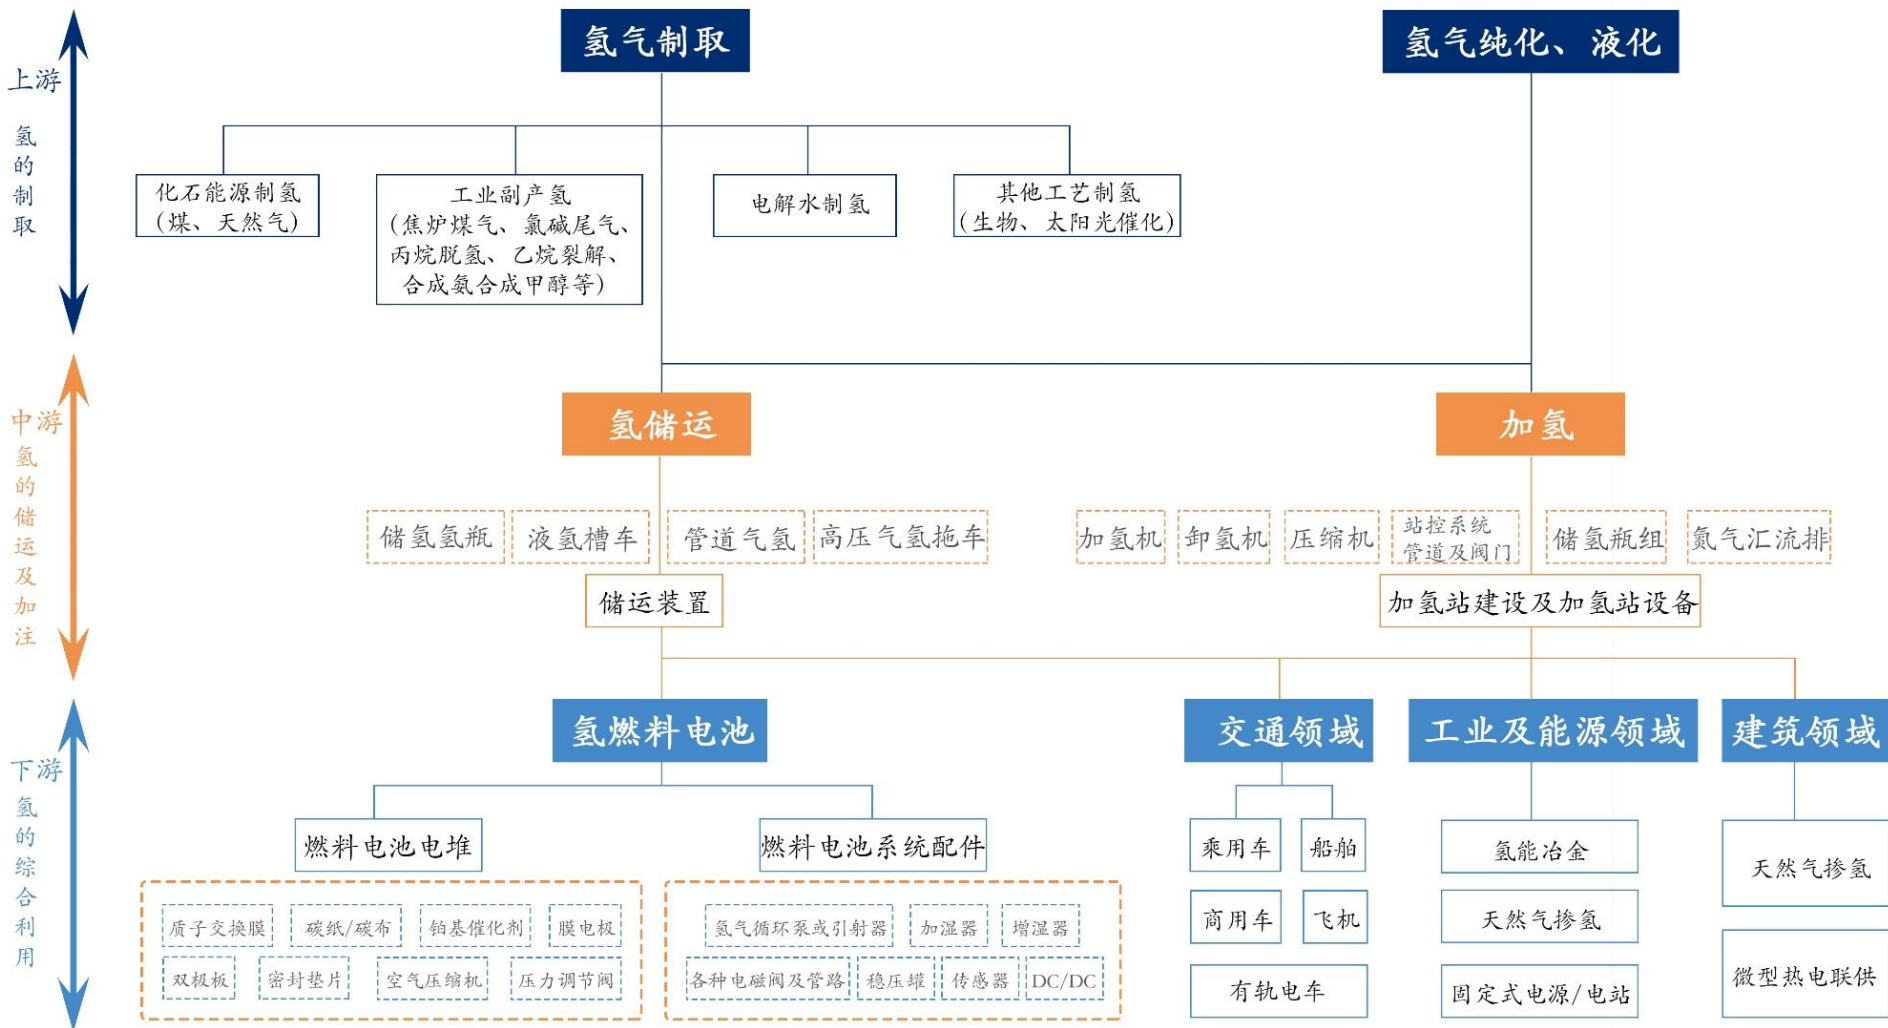 氢气制取
氢气纯化、液化
上游
氢的制取
化石能源制氢
(煤、天然气)
工业副产氢
(焦炉煤气、氯碱尾气、
丙烷脱氢、乙烷裂解、
合成氨合成甲醇等)
电解水制氢
其他工艺制氢
(生物、太阳光催化)
中游
氢的储运及加注
氢储运
加氢
储氢氢瓶
液氢槽车
管道气氢
高压气氢拖车
加氢机
卸氢机
压缩机
站控系统
管道及阀门
储氢瓶组
氮气汇流排
储运装置
加氢站建设及加氢站设备
下游
氢的综合利用
氢燃料电池
交通领域
工业及能源领域
建筑领域
燃料电池电堆
燃料电池系统配件
乘用车
船舶
氢能冶金
天然气掺氢
质子交换膜
碳纸/碳布
铂基催化剂
膜电极
氢气循环泵或引射器
加湿器
增湿器
商用车
飞机
天然气掺氢
双极板
密封垫片
空气压缩机
压力调节阀
各种电磁阀及管路
稳压罐
传感器
DC/DC
有轨电车
固定式电源/电站
微型热电联供